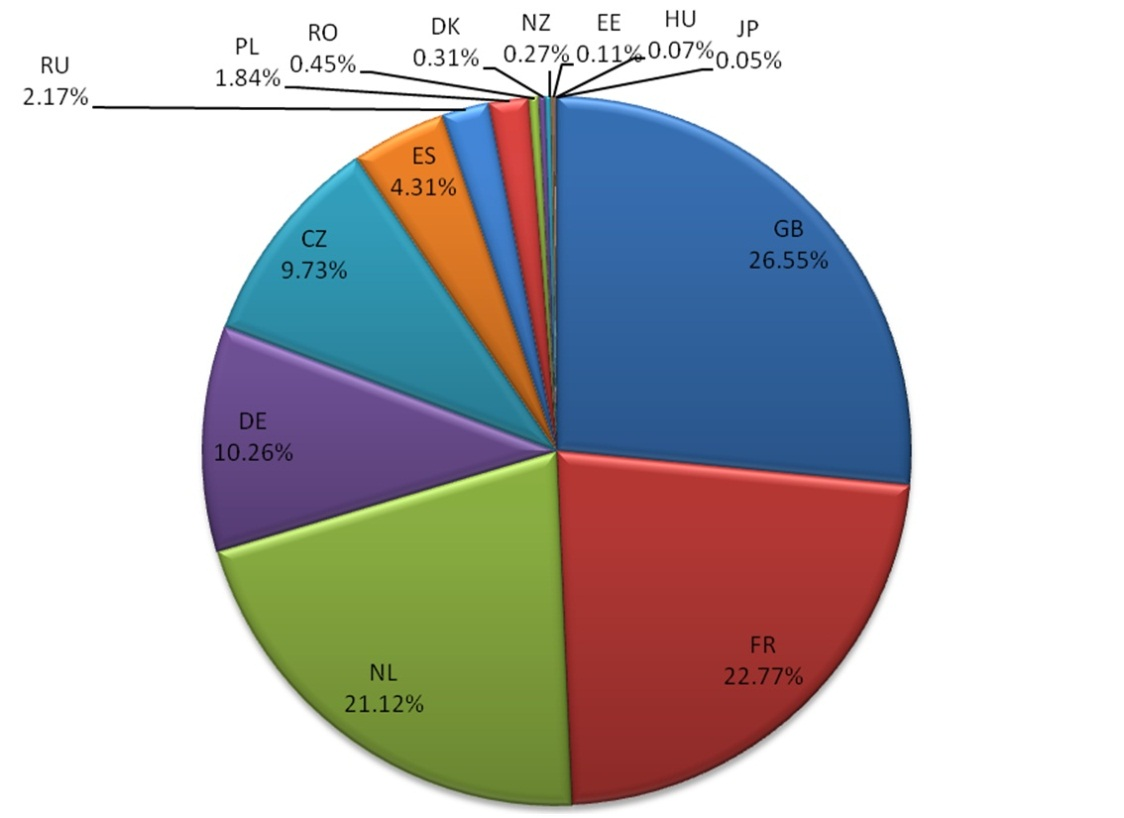 RU
2.17%
PL
1.84%
RO
0.45%
DK
0.31%
NZ
0.27%
EE
0.11%
HU
0.07%
JP
0.05%
GB
26.55%
FR
22.77%
NL
21.12%
DE
10.26%
CZ
9.73%
ES
4.31%